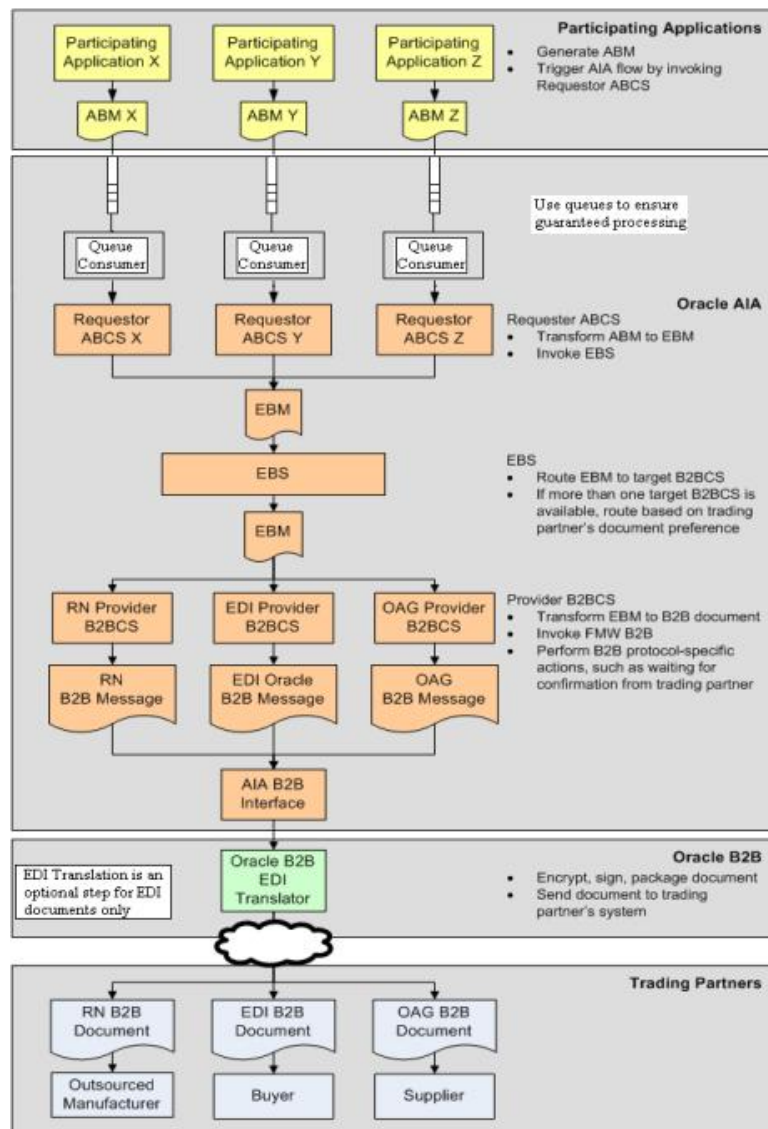 Participating Applications
Participating
Application X
Participating
Application Y
Participating
Application Z
• Generate ABM
• Trigger AIA flow by invoking
Requestor ABCS
ABM X
ABM Y
ABM Z
Use queues to ensure
guaranteed processing
Queue
Consumer
Queue
Consumer
Queue
Consumer
Oracle AIA
Requestor
ABCS X
Requestor
ABCS Y
Requestor
ABCS Z
Requester ABCS
• Transform ABM to EBM
• Invoke EBS
EBM
EBS
EBS
• Route EBM to target B2BCS
• If more than one target B2BCS is
available, route based on trading
partner's document preference
EBM
RN Provider
B2BCS
EDI Provider
B2BCS
OAG Provider
B2BCS
Provider B2BCS
• Transform EBM to B2B document
• Invoke FMW B2B
• Perform B2B protocol-specific
actions, such as waiting for
confirmation from trading partner
RN
B2B Message
EDI Oracle
B2B Message
OAG
B2B Message
AIA B2B
Interface
Oracle B2B
EDI Translation is an
optional step for EDI
documents only
Oracle B2B
EDI
Translator
• Encrypt, sign, package document
• Send document to trading
partner's system
Trading Partners
RN B2B
Document
EDI B2B
Document
OAG B2B
Document
Outsourced
Manufacturer
Buyer
Supplier